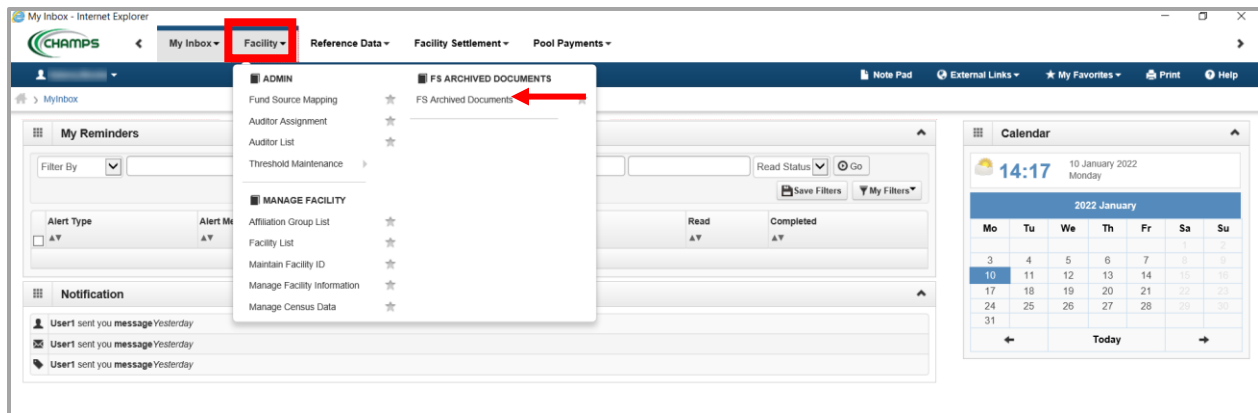 My Inbox - Internet Explorer
CHAMPS My Inbox Facility Reference Data Facility Settlement Pool Payments
Note Pad External Links My Favorites Print Help
MyInbox
ADMIN
Fund Source Mapping
Auditor Assignment
Auditor List
Threshold Maintenance
MANAGE FACILITY
Affiliation Group List
Facility List
Maintain Facility ID
Manage Facility Information
Manage Census Data
FS ARCHIVED DOCUMENTS
FS Archived Documents
My Reminders
Filter By Read Status Go
Save Filters My Filters
Alert Type Alert Me Read Completed
Notification
User1 sent you message Yesterday
User1 sent you message Yesterday
User1 sent you message Yesterday
Calendar
14:17 10 January 2022
Monday
2022 January
Mo Tu We Th Fr Sa Su
1 2
3 4 5 6 7 8 9
10 11 12 13 14 15 16
17 18 19 20 21 22 23
24 25 26 27 28 29 30
31
Today